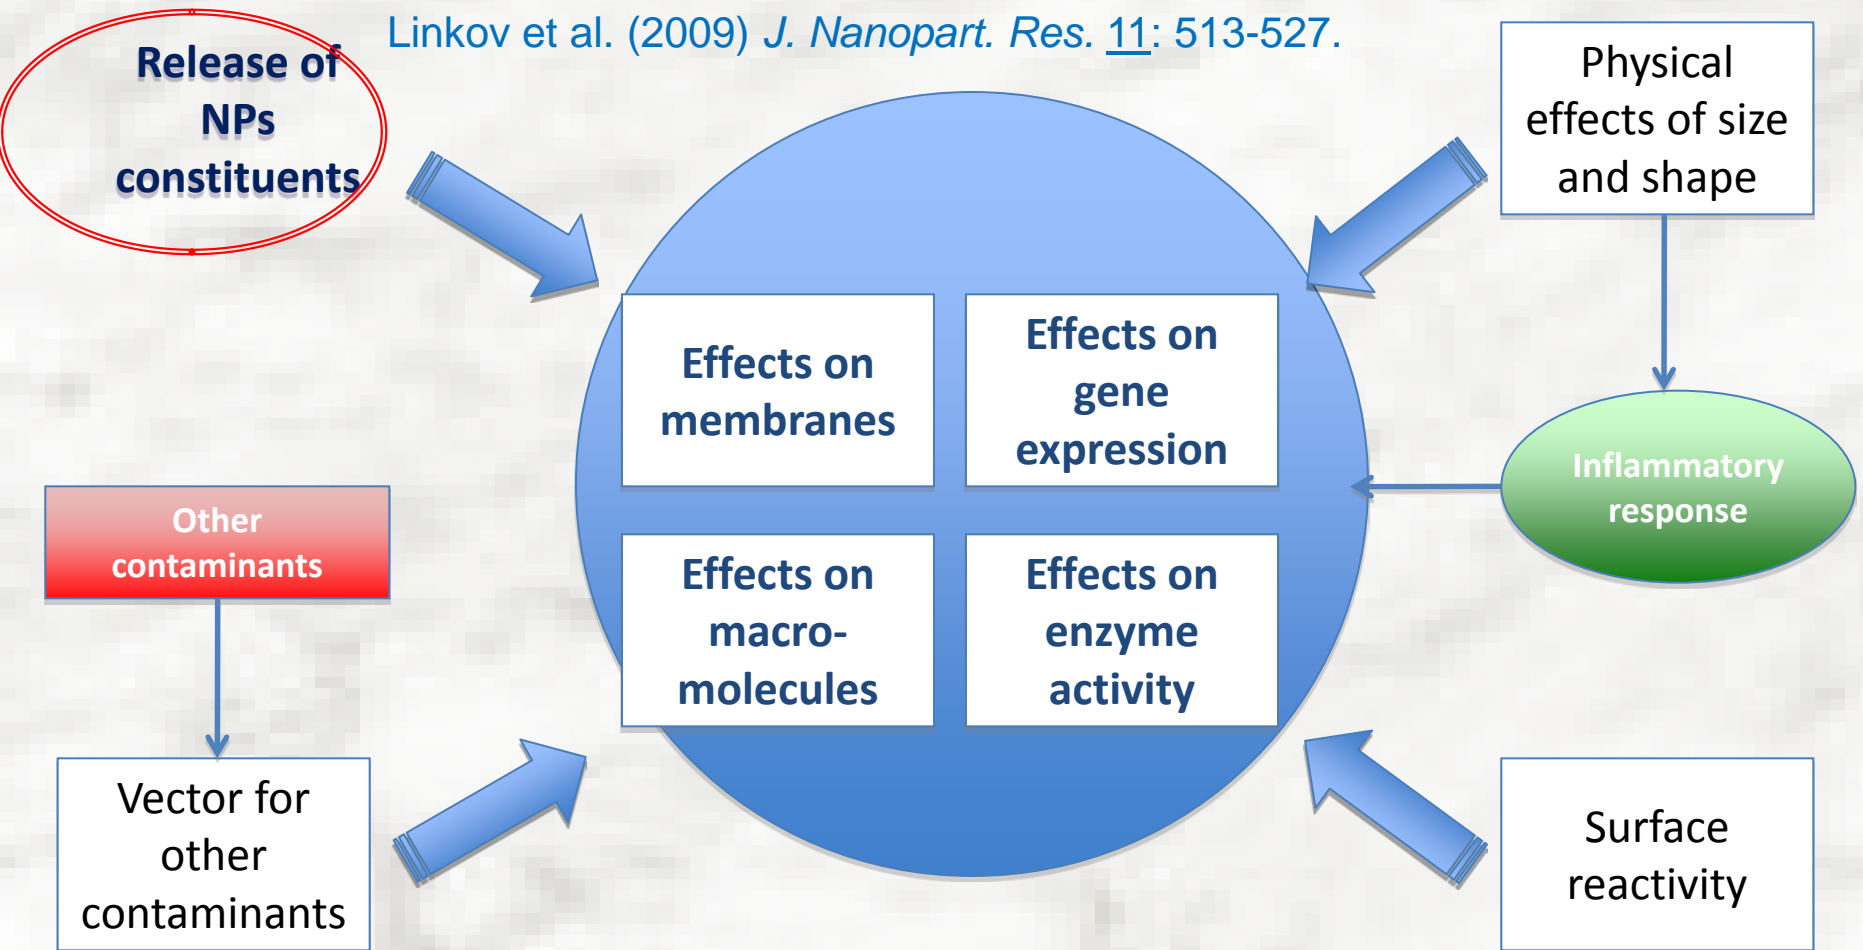 Linkov et al. (2009) J. Nanopart. Res. 11: 513-527.
Release of
NPs
constituents
Physical
effects of size
and shape
Effects on
membranes
Effects on
gene
expression
Inflammatory
response
Other
contaminants
Effects on
macro-
molecules
Effects on
enzyme
activity
Vector for
other
contaminants
Surface
reactivity